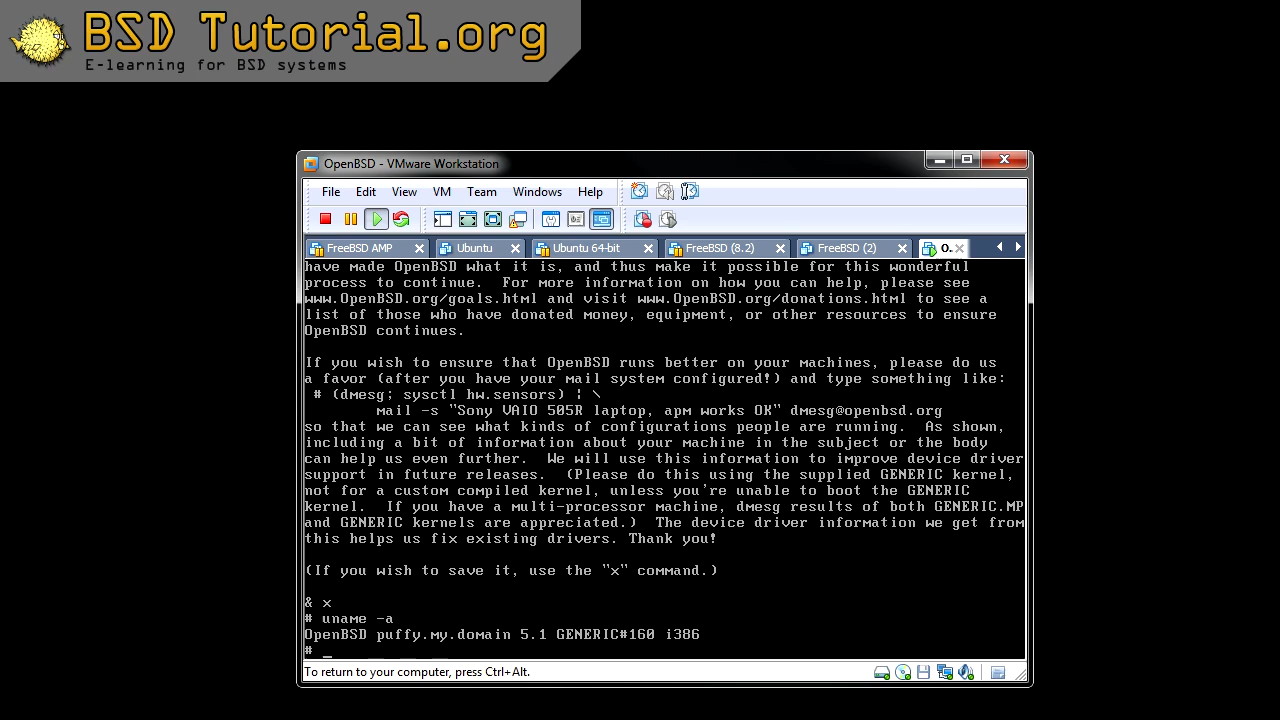 BSD Tutorial.org
E-learning for BSD systems
OpenBSD - VMware Workstation
File Edit View VM Team Windows Help
FreeBSD AMP Ubuntu Ubuntu 64-bit FreeBSD (8.2) FreeBSD (2) O.
have made OpenBSD what it is, and thus make it possible for this wonderful
process to continue.  For more information on how you can help, please see
www.OpenBSD.org/goals.html and visit www.OpenBSD.org/donations.html to see a
list of those who have donated money, equipment, or other resources to ensure
OpenBSD continues.
If you wish to ensure that OpenBSD runs better on your machines, please do us
a favor (after you have your mail system configured!) and type something like:
# (dmesg; sysctl hw.sensors) | \
mail -s "Sony VAIO 505R laptop, apm works OK" dmesg@openbsd.org
so that we can see what kinds of configurations people are running.  As shown,
including a bit of information about your machine in the subject or the body
can help us even further.  We will use this information to improve device driver
support in future releases.  (Please do this using the supplied GENERIC kernel,
not for a custom compiled kernel, unless you're unable to boot the GENERIC
kernel.  If you have a multi-processor machine, dmesg results of both GENERIC.MP
and GENERIC kernels are appreciated.)  The device driver information we get from
this helps us fix existing drivers. Thank you!
(If you wish to save it, use the "x" command.)
& x
# uname -a
OpenBSD puffy.my.domain 5.1 GENERIC#160 i386
# _
To return to your computer, press Ctrl+Alt.